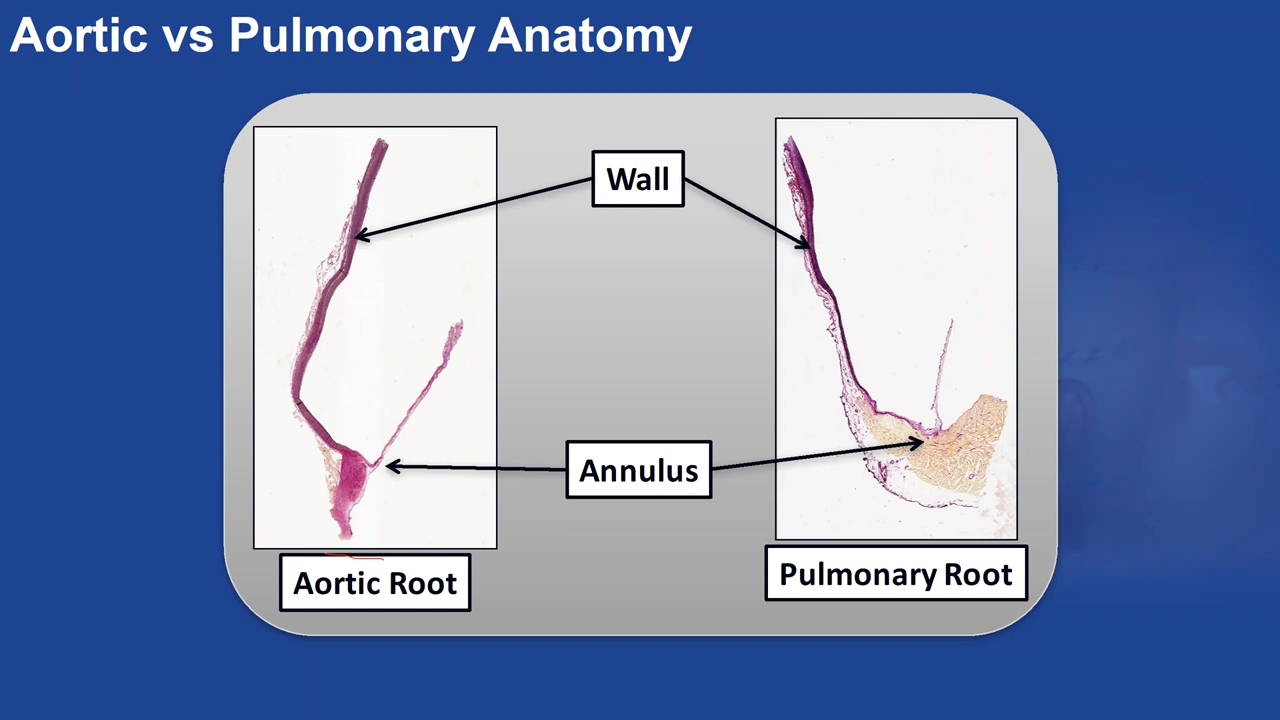 Aortic vs Pulmonary Anatomy
Wall
Annulus
Aortic Root
Pulmonary Root